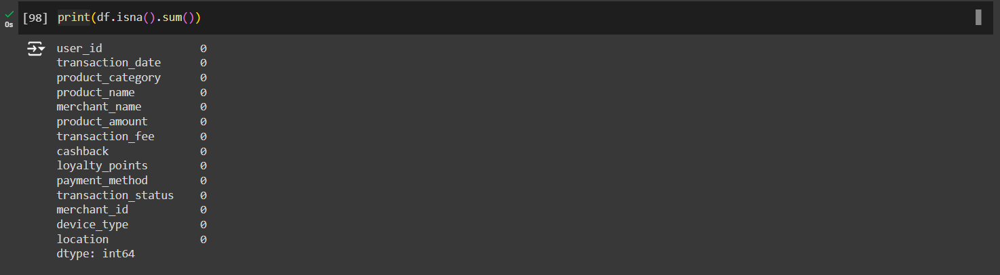 [98] print(df.isna().sum())
0s
user_id 0
transaction_date 0
product_category 0
product_name 0
merchant_name 0
product_amount 0
transaction_fee 0
cashback 0
loyalty_points 0
payment_method 0
transaction_status 0
merchant_id 0
device_type 0
location 0
dtype: int64